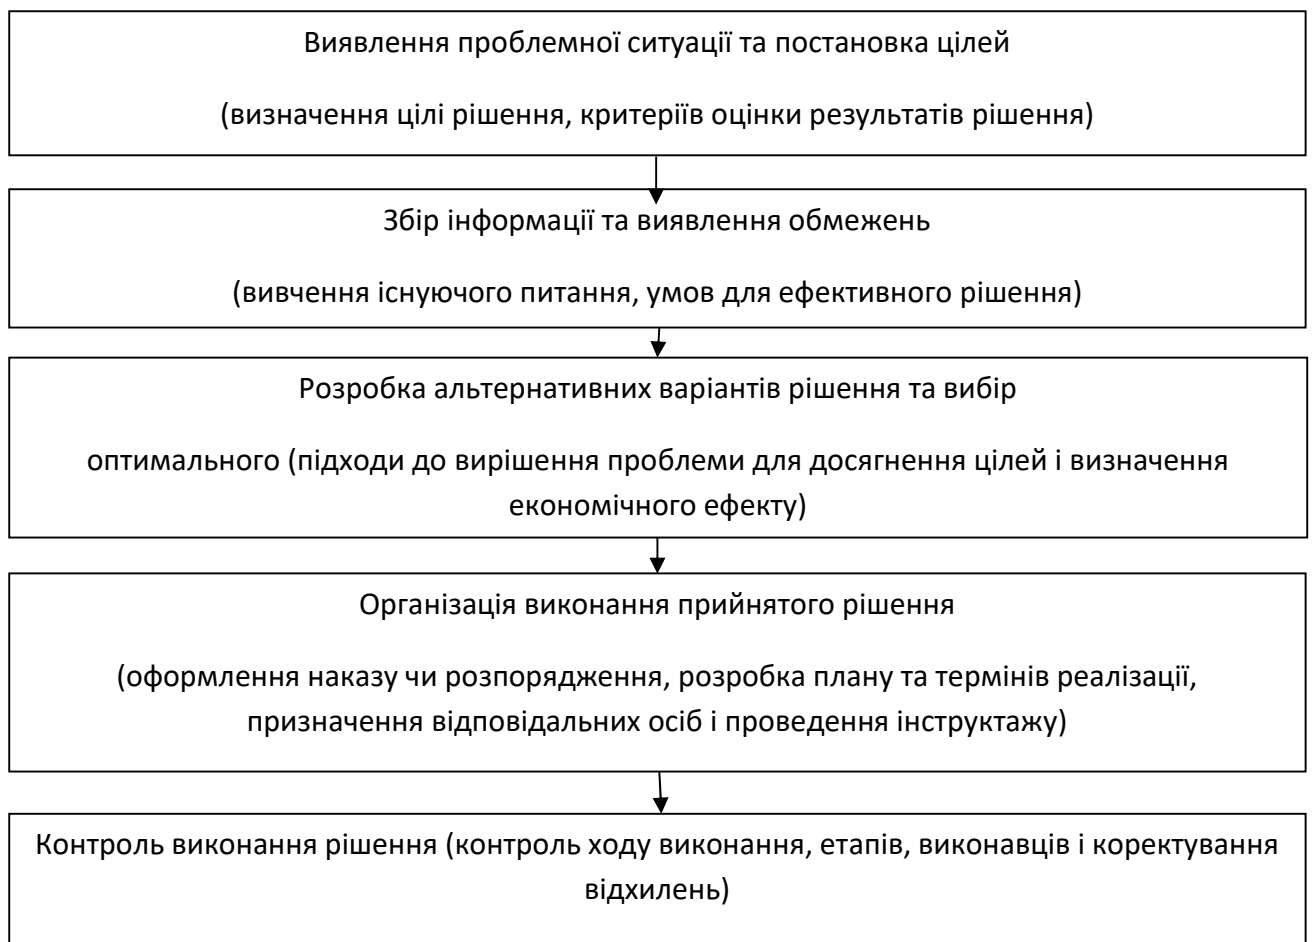 Виявлення проблемної ситуації та постановка цілей
(визначення цілі рішення, критеріїв оцінки результатів рішення)
Збір інформації та виявлення обмежень
(вивчення існуючого питання, умов для ефективного рішення)
Розробка альтернативних варіантів рішення та вибір
оптимального (підходи до вирішення проблеми для досягнення цілей і визначення
економічного ефекту)
Організація виконання прийнятого рішення
(оформлення наказу чи розпорядження, розробка плану та термінів реалізації,
призначення відповідальних осіб і проведення інструктажу)
Контроль виконання рішення (контроль ходу виконання, етапів, виконавців і коректування
відхилень)